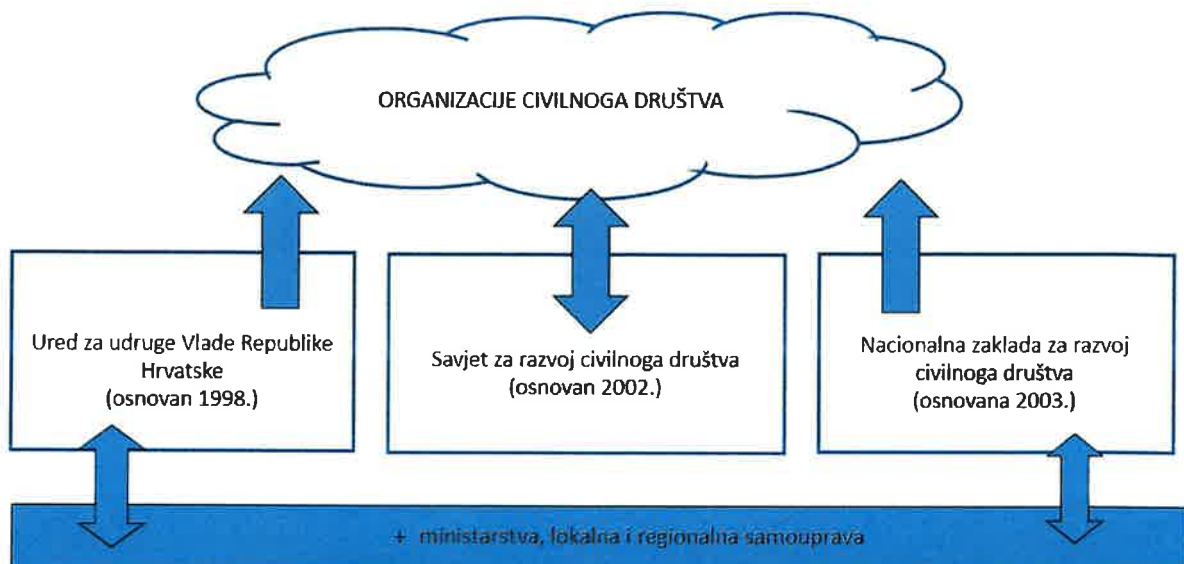 ORGANIZACIJE CIVILNOGA DRUŠTVA
Ured za udruge Vlade Republike
Hrvatske
(osnovan 1998.)
Savjet za razvoj civilnoga društva
(osnovan 2002.)
Nacionalna zaklada za razvoj
civilnoga društva
(osnovana 2003.)
+ ministarstva, lokalna i regionalna samouprava